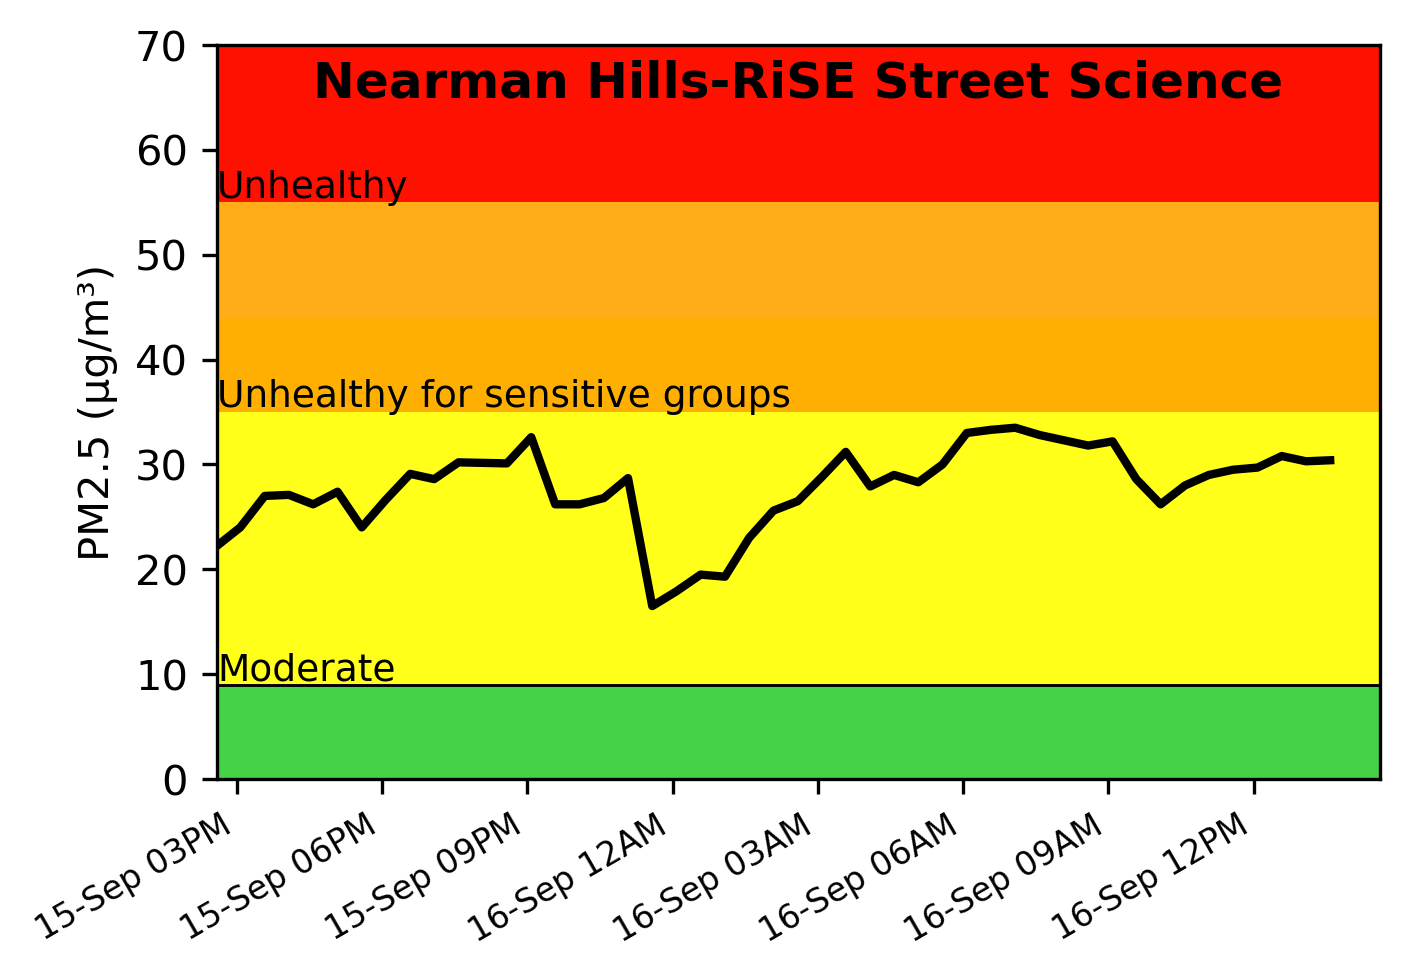 Nearman Hills-RiSE Street Science
PM2.5 (µg/m³)
70
60
50
40
30
20
10
0
Unhealthy
Unhealthy for sensitive groups
Moderate
15-Sep 03PM
15-Sep 06PM
15-Sep 09PM
16-Sep 12AM
16-Sep 03AM
16-Sep 06AM
16-Sep 09AM
16-Sep 12PM